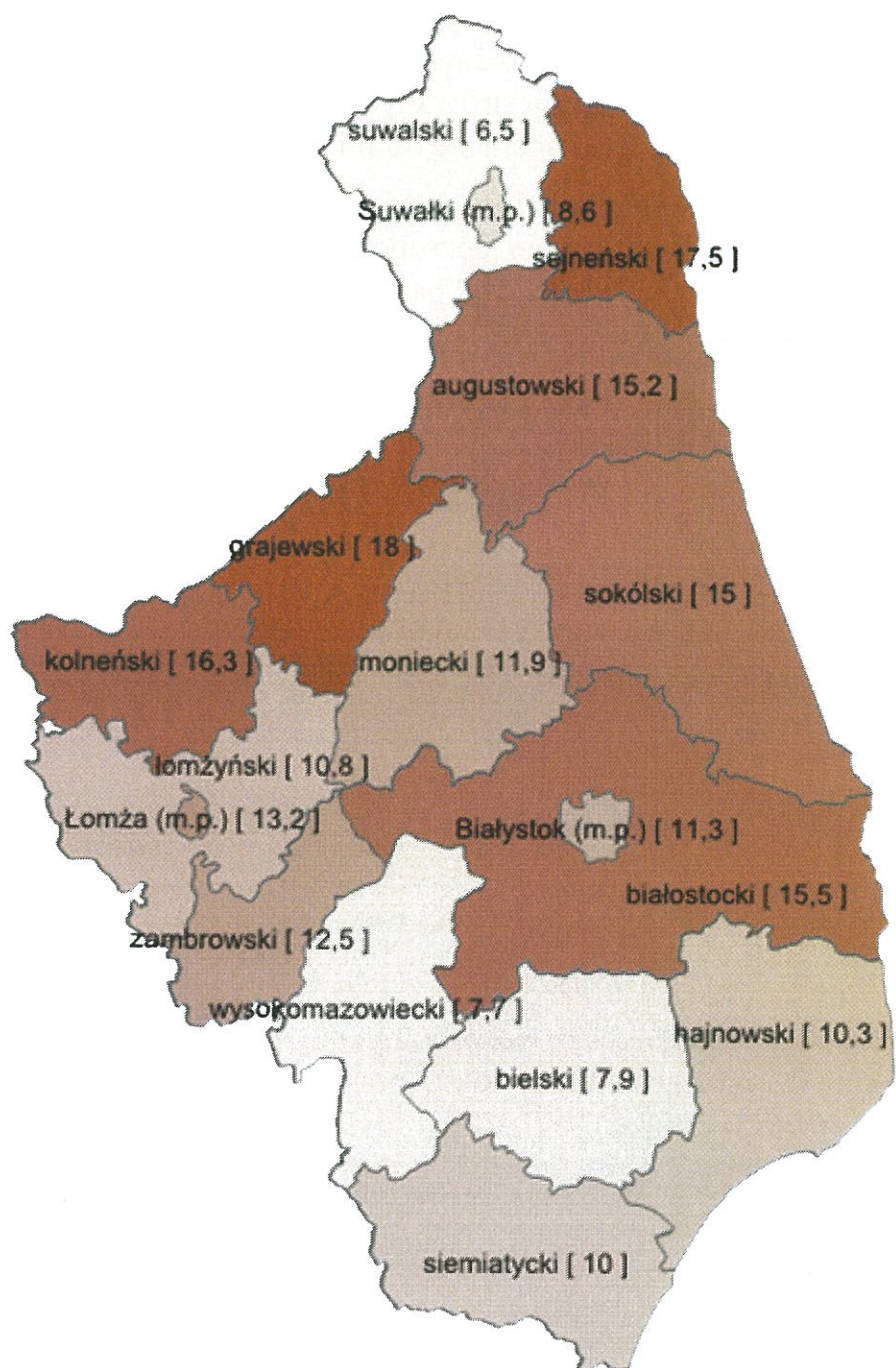 suwalski [ 6,5 ]
Suwałki (m.p.) [ 8,6 ]
sejneński [ 17,5 ]
augustowski [ 15,2 ]
grajewski [ 18 ]
sokólski [ 15 ]
kolneński [ 16,3 ]
moniecki [ 11,9 ]
łomżyński [ 10,8 ]
Łomża (m.p.) [ 13,2 ]
Białystok (m.p.) [ 11,3 ]
białostocki [ 15,5 ]
zambrowski [ 12,5 ]
wysokomazowiecki [ 7,7 ]
hajnowski [ 10,3 ]
bielski [ 7,9 ]
siemiatycki [ 10 ]